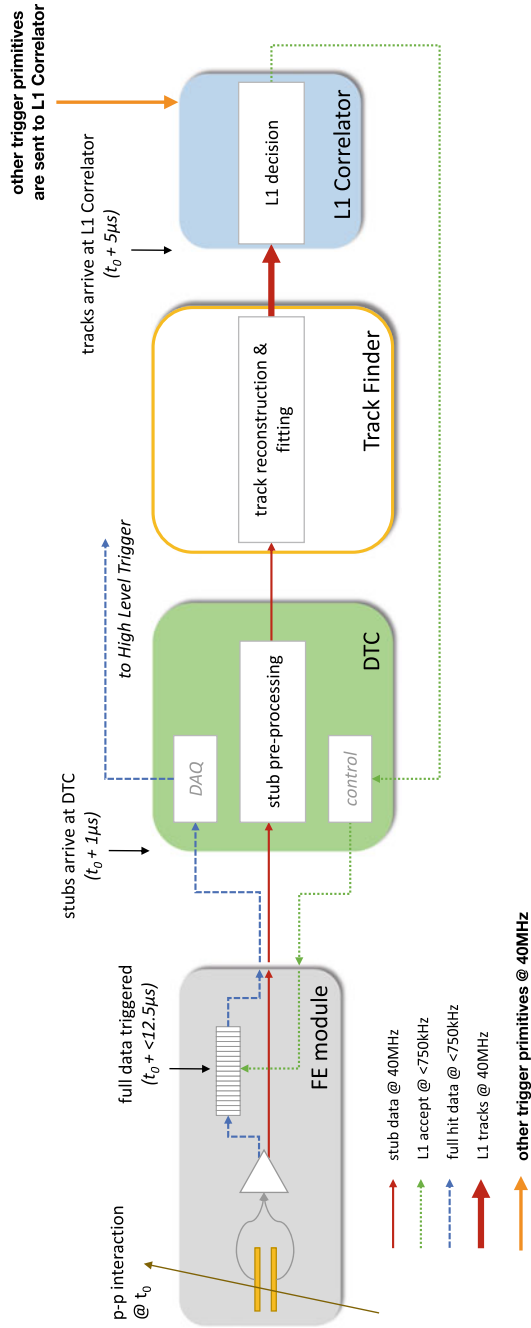 p-p interaction
@ t0
full data triggered
(t0 + <12.5μs)
FE module
stubs arrive at DTC
(t0 + 1μs)
to High Level Trigger
DAQ
stub pre-processing
control
DTC
track reconstruction &
fitting
Track Finder
tracks arrive at L1 Correlator
(t0 + 5μs)
other trigger primitives
are sent to L1 Correlator
L1 decision
L1 Correlator
stub data @ 40MHz
L1 accept @ <750kHz
full hit data @ <750kHz
L1 tracks @ 40MHz
other trigger primitives @ 40MHz